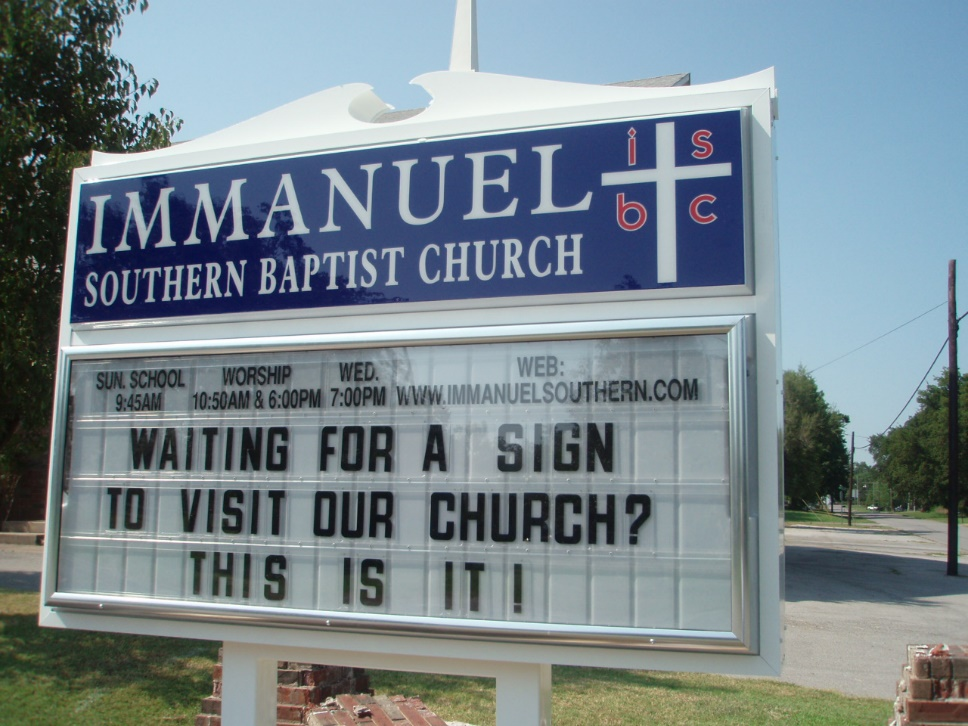 IMMANUEL
SOUTHERN BAPTIST CHURCH
i s
b c
SUN. SCHOOL WORSHIP WED. WEB:
9:45AM 10:50AM & 6:00PM 7:00PM WWW.IMMANUELSOUTHERN.COM
WAITING FOR A SIGN
TO VISIT OUR CHURCH?
THIS IS IT!